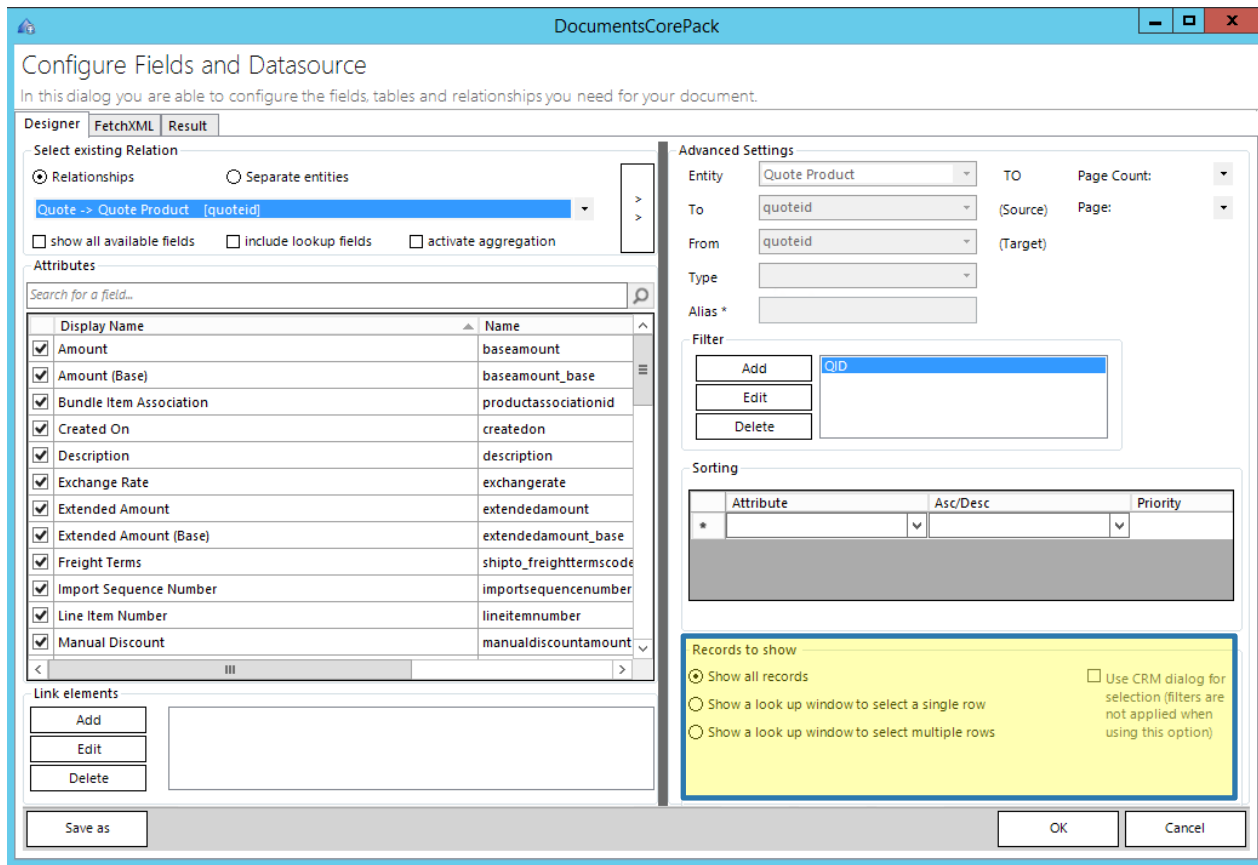 DocumentsCorePack
Configure Fields and Datasource
In this dialog you are able to configure the fields, tables and relationships you need for your document.
Designer FetchXML Result
Select existing Relation
Relationships Separate entities
Quote -> Quote Product [quoteid]
> >
show all available fields include lookup fields activate aggregation
Attributes
Search for a field...
Display Name Name
Amount baseamount
Amount (Base) baseamount_base
Bundle Item Association productassociationid
Created On createdon
Description description
Exchange Rate exchangerate
Extended Amount extendedamount
Extended Amount (Base) extendedamount_base
Freight Terms shipto_freighttermscode
Import Sequence Number importsequencenumber
Line Item Number lineitemnumber
Manual Discount manualdiscountamount
Link elements
Add
Edit
Delete
Advanced Settings
Entity Quote Product TO Page Count:
To quoteid (Source) Page:
From quoteid (Target)
Type
Alias *
Filter
Add QID
Edit
Delete
Sorting
Attribute Asc/Desc Priority
*
Records to show
Show all records
Show a look up window to select a single row
Show a look up window to select multiple rows
Use CRM dialog for
selection (filters are
not applied when
using this option)
Save as OK Cancel